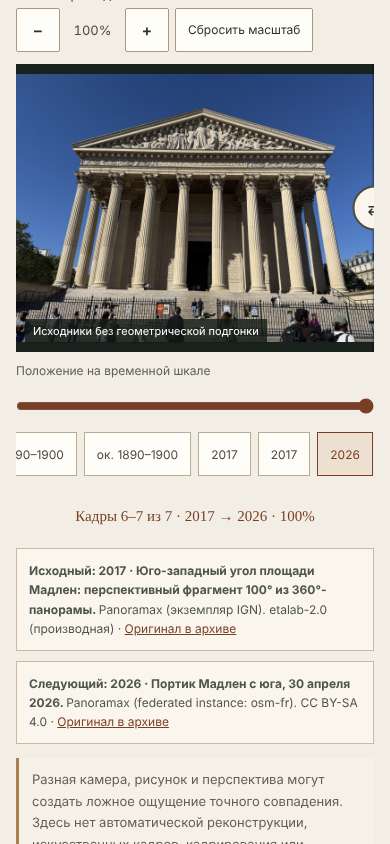 −
100%
+
Сбросить масштаб
Исходники без геометрической подгонки
Положение на временной шкале
90–1900
ок. 1890–1900
2017
2017
2026
Кадры 6–7 из 7 · 2017 → 2026 · 100%
Исходный: 2017 · Юго-западный угол площади
Мадлен: перспективный фрагмент 100° из 360°-
панорамы. Panoramax (экземпляр IGN). etalab-2.0
(производная) · Оригинал в архиве
Следующий: 2026 · Портик Мадлен с юга, 30 апреля
2026. Panoramax (federated instance: osm-fr). CC BY-SA
4.0 · Оригинал в архиве
Разная камера, рисунок и перспектива могут
создать ложное ощущение точного совпадения.
Здесь нет автоматической реконструкции,